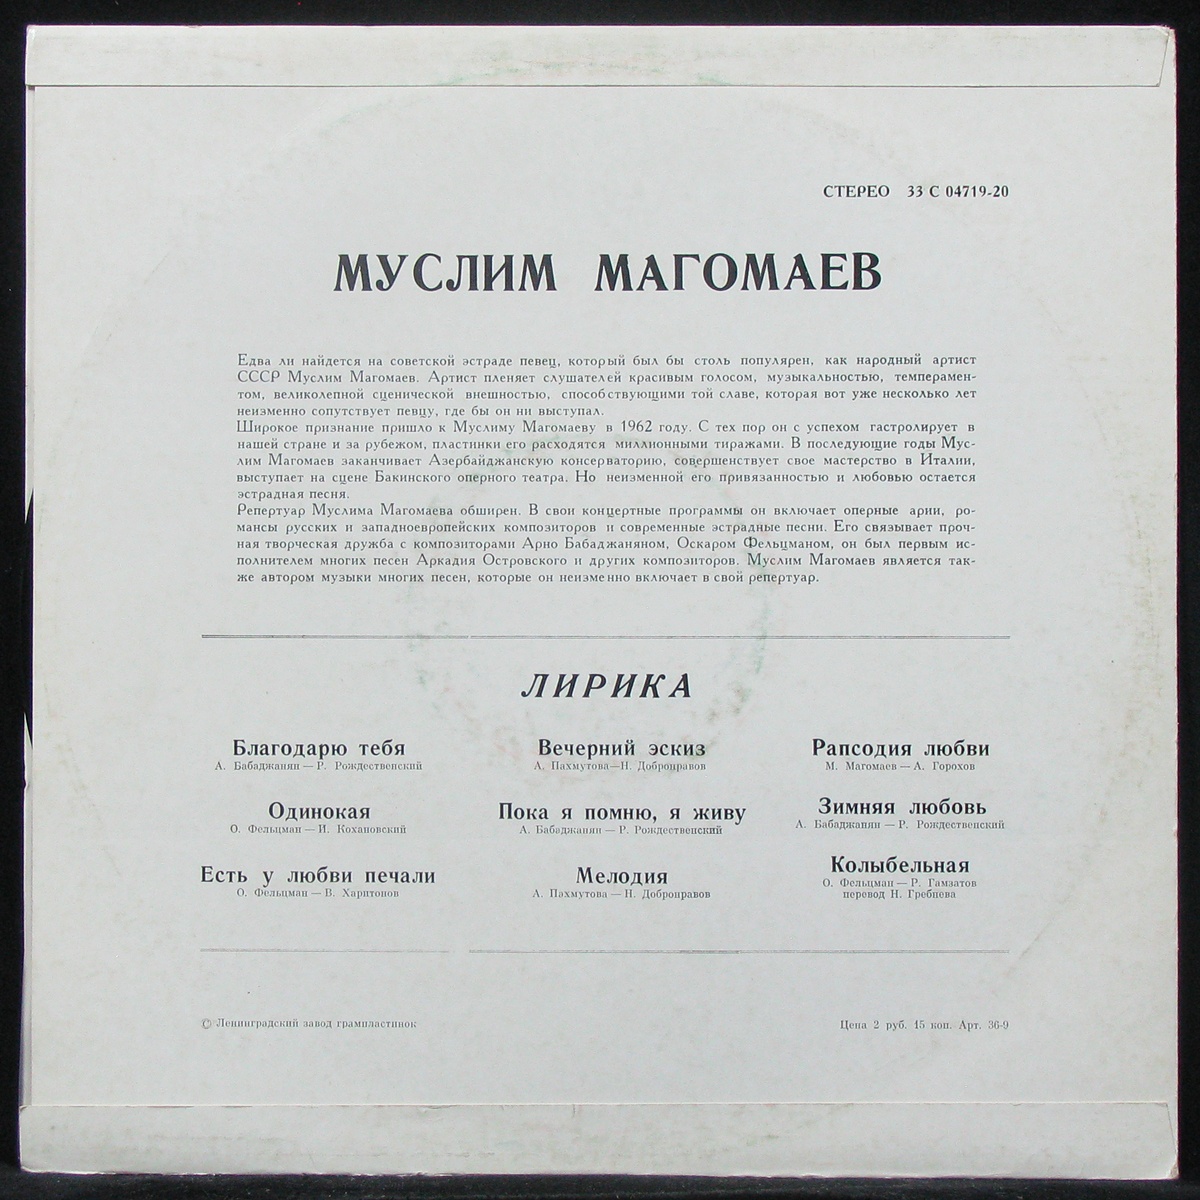 СТЕРЕО 33 С 04719-20
МУСЛИМ МАГОМАЕВ
Едва ли найдется на советской эстраде певец, который был бы столь популярен, как народный артист
СССР Муслим Магомаев. Артист пленяет слушателей красивым голосом, музыкальностью, темперамен-
том, великолепной сценической внешностью, способствующими той славе, которая вот уже несколько лет
неизменно сопутствует певцу, где бы он ни выступал.
Широкое признание пришло к Муслиму Магомаеву в 1962 году. С тех пор он с успехом гастролирует в
нашей стране и за рубежом, пластинки его расходятся миллионными тиражами. В последующие годы Мус-
лим Магомаев заканчивает Азербайджанскую консерваторию, совершенствует свое мастерство в Италии,
выступает на сцене Бакинского оперного театра. Но неизменной его привязанностью и любовью остается
эстрадная песня.
Репертуар Муслима Магомаева обширен. В свои концертные программы он включает оперные арии, ро-
мансы русских и западноевропейских композиторов и современные эстрадные песни. Его связывает проч-
ная творческая дружба с композиторами Арно Бабаджаняном, Оскаром Фельцманом, он был первым ис-
полнителем многих песен Аркадия Островского и других композиторов. Муслим Магомаев является так-
же автором музыки многих песен, которые он неизменно включает в свой репертуар.
ЛИРИКА
Благодарю тебя
А. Бабаджанян — Р. Рождественский
Одинокая
О. Фельцман — И. Кохановский
Есть у любви печали
О. Фельцман — В. Харитонов
Вечерний эскиз
А. Пахмутова — Н. Добронравов
Пока я помню, я живу
А. Бабаджанян — Р. Рождественский
Мелодия
А. Пахмутова — Н. Добронравов
Рапсодия любви
М. Магомаев — А. Горохов
Зимняя любовь
А. Бабаджанян — Р. Рождественский
Колыбельная
О. Фельцман — Р. Гамзатов
перевод Н. Гребнева
© Ленинградский завод грампластинок
Цена 2 руб. 15 коп. Арт. 36-9